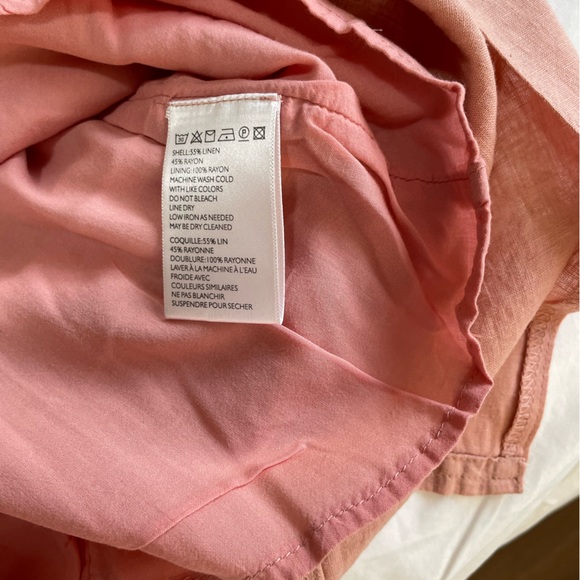 30
P
SHELL:55% LINEN
45% RAYON
LINING:100% RAYON
MACHINE WASH COLD
WITH LIKE COLORS
DO NOT BLEACH
LINE DRY
LOW IRON AS NEEDED
MAY BE DRY CLEANED
COQUILLE:55% LIN
45% RAYONNE
DOUBLURE:100% RAYONNE
LAVER À LA MACHINE À L'EAU
FROIDE AVEC
COULEURS SIMILAIRES
NE PAS BLANCHIR
SUSPENDRE POUR SECHER